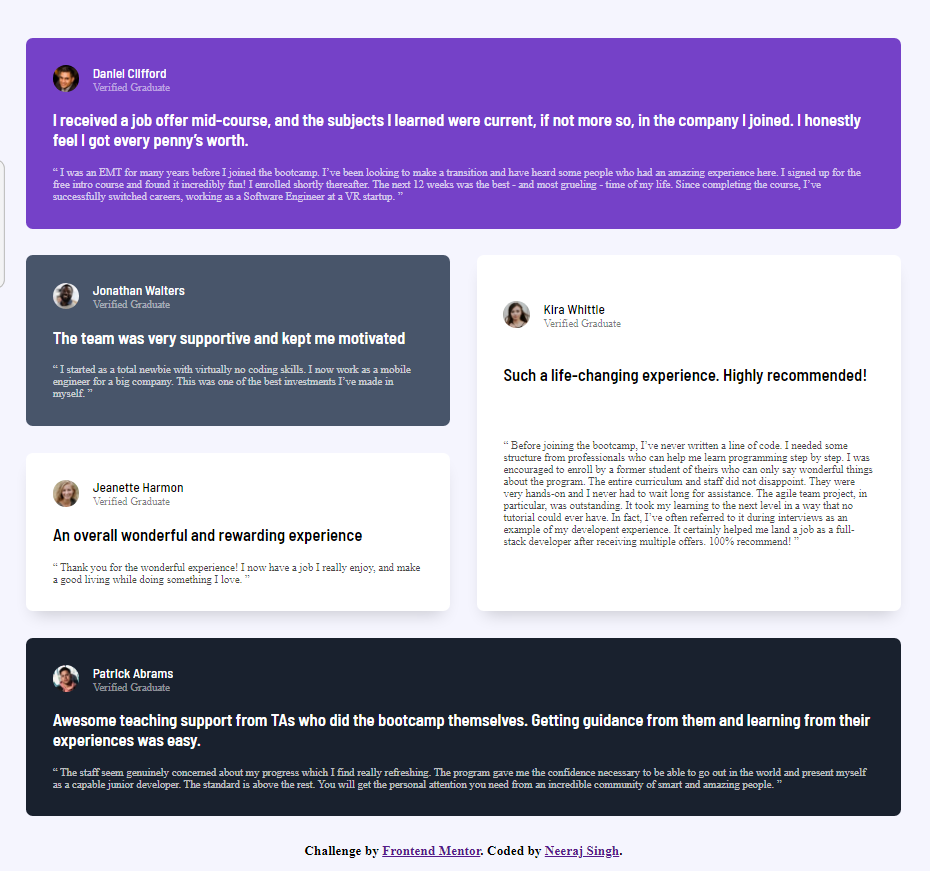 Daniel Clifford
Verified Graduate
I received a job offer mid-course, and the subjects I learned were current, if not more so, in the company I joined. I honestly
feel I got every penny’s worth.
“ I was an EMT for many years before I joined the bootcamp. I’ve been looking to make a transition and have heard some people who had an amazing experience here. I signed up for the
free intro course and found it incredibly fun! I enrolled shortly thereafter. The next 12 weeks was the best - and most grueling - time of my life. Since completing the course, I’ve
successfully switched careers, working as a Software Engineer at a VR startup. ”
Jonathan Walters
Verified Graduate
The team was very supportive and kept me motivated
“ I started as a total newbie with virtually no coding skills. I now work as a mobile
engineer for a big company. This was one of the best investments I’ve made in
myself. ”
Jeanette Harmon
Verified Graduate
An overall wonderful and rewarding experience
“ Thank you for the wonderful experience! I now have a job I really enjoy, and make
a good living while doing something I love. ”
Kira Whittle
Verified Graduate
Such a life-changing experience. Highly recommended!
“ Before joining the bootcamp, I’ve never written a line of code. I needed some
structure from professionals who can help me learn programming step by step. I was
encouraged to enroll by a former student of theirs who can only say wonderful things
about the program. The entire curriculum and staff did not disappoint. They were
very hands-on and I never had to wait long for assistance. The agile team project, in
particular, was outstanding. It took my learning to the next level in a way that no
tutorial could ever have. In fact, I’ve often referred to it during interviews as an
example of my developent experience. It certainly helped me land a job as a full-
stack developer after receiving multiple offers. 100% recommend! ”
Patrick Abrams
Verified Graduate
Awesome teaching support from TAs who did the bootcamp themselves. Getting guidance from them and learning from their
experiences was easy.
“ The staff seem genuinely concerned about my progress which I find really refreshing. The program gave me the confidence necessary to be able to go out in the world and present myself
as a capable junior developer. The standard is above the rest. You will get the personal attention you need from an incredible community of smart and amazing people. ”
Challenge by Frontend Mentor. Coded by Neeraj Singh.